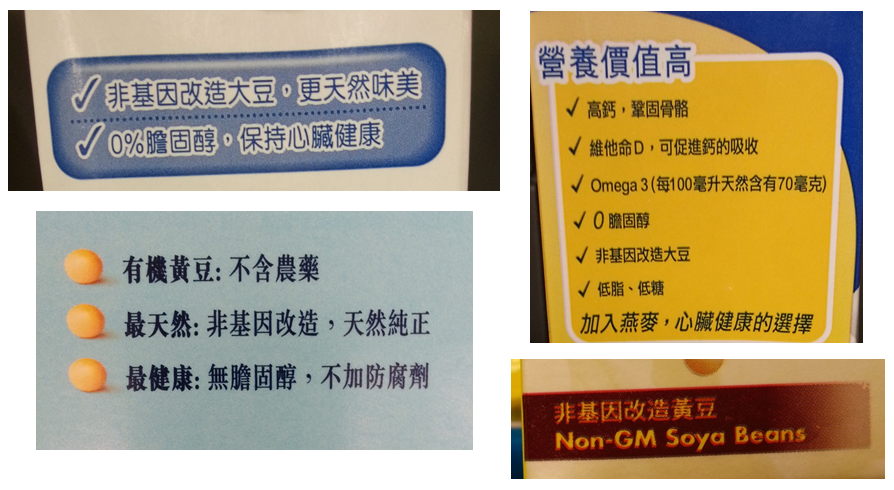 非基因改造大豆，更天然味美
0%膽固醇，保持心臟健康
有機黃豆: 不含農藥
最天然: 非基因改造，天然純正
最健康: 無膽固醇，不加防腐劑
營養價值高
高鈣，鞏固骨骼
維他命D，可促進鈣的吸收
Omega 3 (每100毫升天然含有70毫克)
0 膽固醇
非基因改造大豆
低脂、低糖
加入燕麥，心臟健康的選擇
非基因改造黃豆
Non-GM Soya Beans